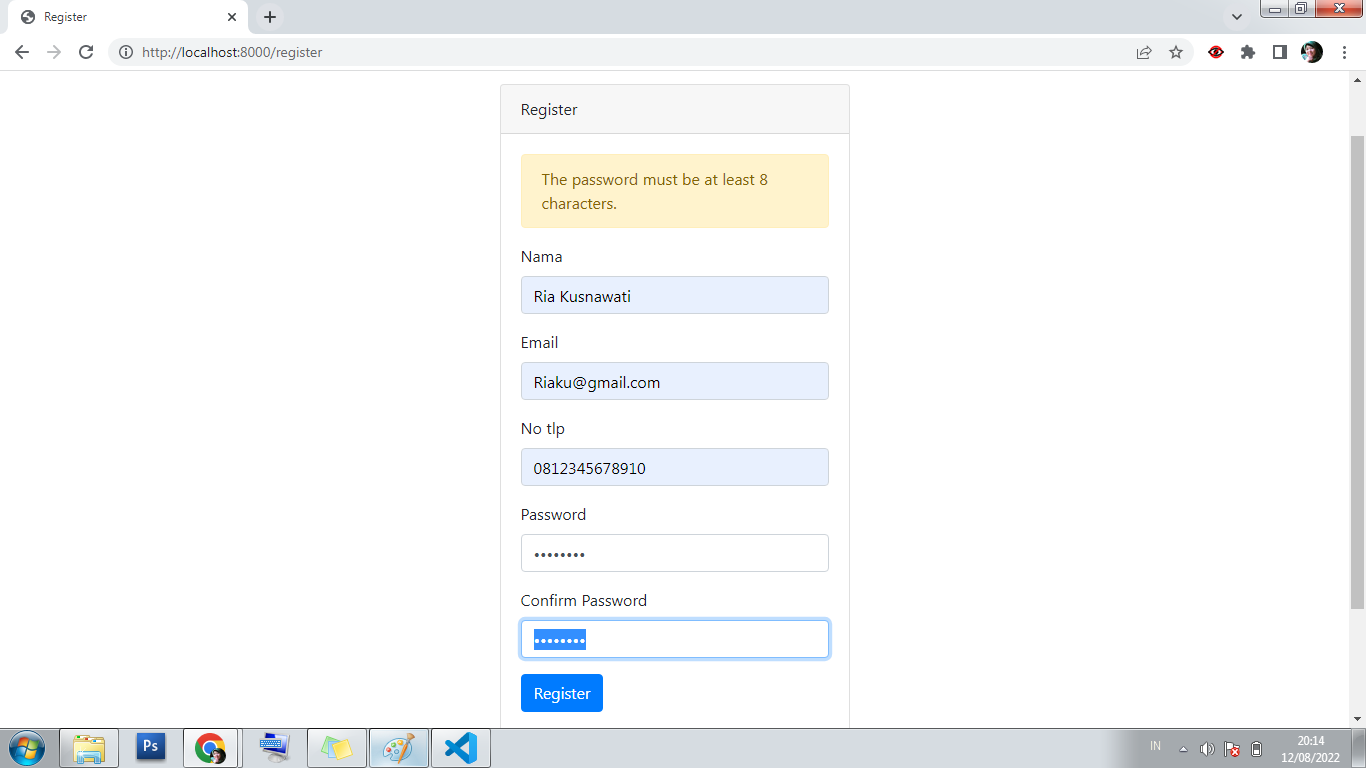 Register
http://localhost:8000/register
Register
The password must be at least 8
characters.
Nama
Ria Kusnawati
Email
Riaku@gmail.com
No tlp
0812345678910
Password
••••••••
Confirm Password
••••••••
Register
Ps
IN
20:14
12/08/2022